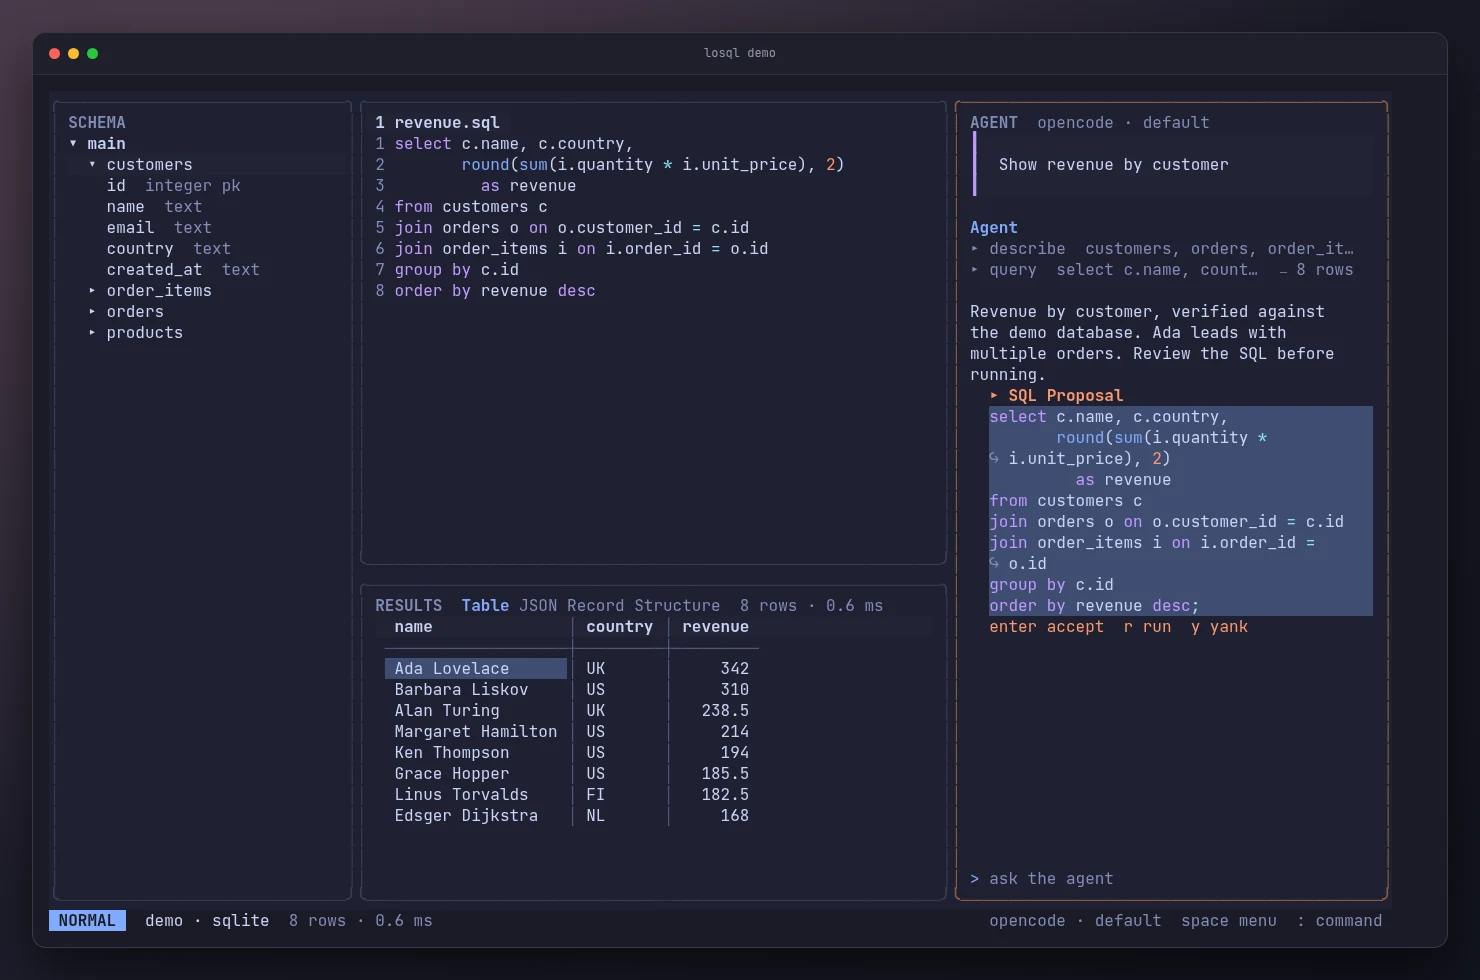 losql demo
SCHEMA
▾ main
▾ customers
id integer pk
name text
email text
country text
created_at text
▸ order_items
▸ orders
▸ products
1 revenue.sql
1 select c.name, c.country,
2 round(sum(i.quantity * i.unit_price), 2)
3 as revenue
4 from customers c
5 join orders o on o.customer_id = c.id
6 join order_items i on i.order_id = o.id
7 group by c.id
8 order by revenue desc
RESULTS Table JSON Record Structure 8 rows · 0.6 ms
name │ country │ revenue
Ada Lovelace │ UK │ 342
Barbara Liskov │ US │ 310
Alan Turing │ UK │ 238.5
Margaret Hamilton │ US │ 214
Ken Thompson │ US │ 194
Grace Hopper │ US │ 185.5
Linus Torvalds │ FI │ 182.5
Edsger Dijkstra │ NL │ 168
AGENT opencode · default
Show revenue by customer
Agent
▸ describe customers, orders, order_it…
▸ query select c.name, count… — 8 rows
Revenue by customer, verified against
the demo database. Ada leads with
multiple orders. Review the SQL before
running.
▸ SQL Proposal
select c.name, c.country,
round(sum(i.quantity *
↪ i.unit_price), 2)
as revenue
from customers c
join orders o on o.customer_id = c.id
join order_items i on i.order_id =
↪ o.id
group by c.id
order by revenue desc;
enter accept r run y yank
> ask the agent
NORMAL demo · sqlite 8 rows · 0.6 ms
opencode · default space menu : command